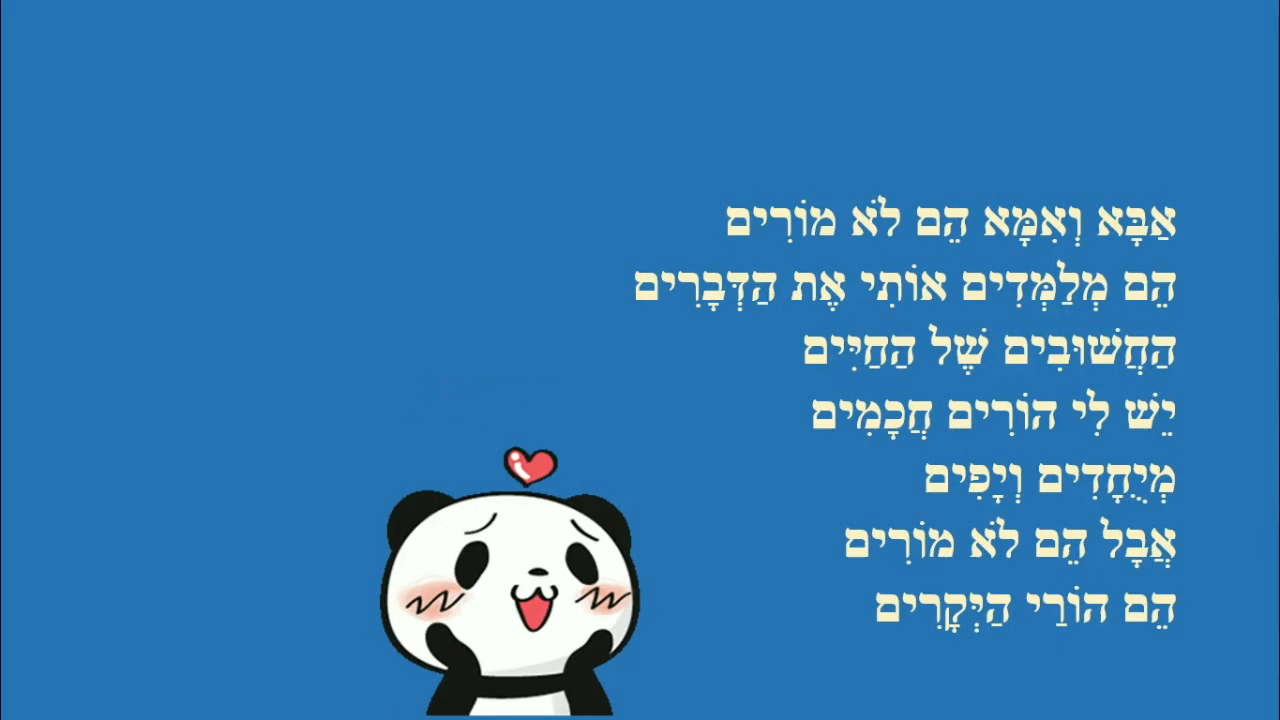 אַבָּא וְאִמָּא הֵם לֹא מוֹרִים
הֵם מְלַמְּדִים אוֹתִי אֶת הַדְּבָרִים
הַחֲשׁוּבִים שֶׁל הַחַיִּים
יֵשׁ לִי הוֹרִים חֲכָמִים
מְיֻחָדִים וְיָפִים
אֲבָל הֵם לֹא מוֹרִים
הֵם הוֹרַי הַיְּקָרִים